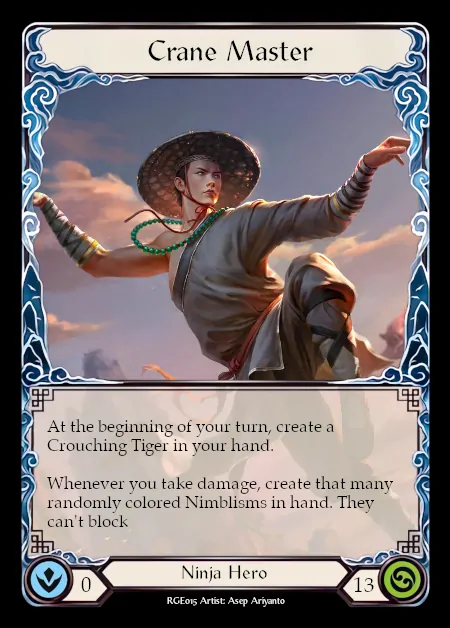 Crane Master
At the beginning of your turn, create a
Crouching Tiger in your hand.
Whenever you take damage, create that many
randomly colored Nimblisms in hand. They
can't block
0
Ninja Hero
13
RGE015 Artist: Asep Ariyanto